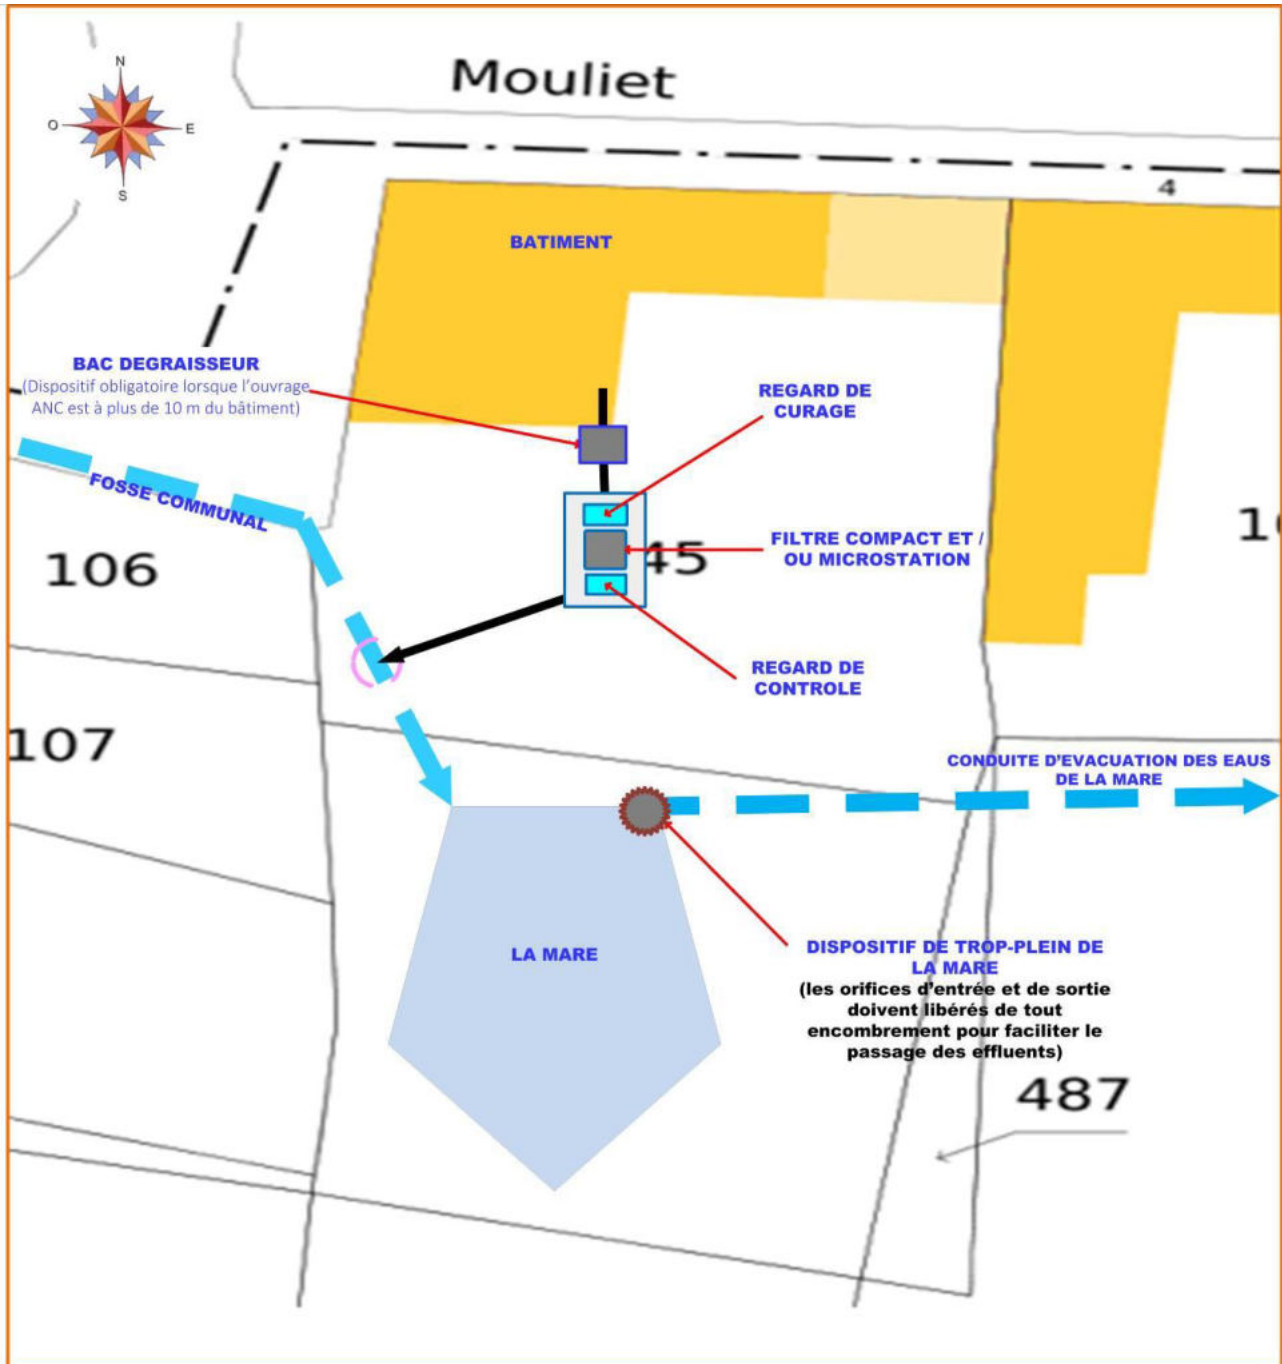 Mouliet
N
O
E
S
4
BATIMENT
BAC DEGRAISSEUR
(Dispositif obligatoire lorsque l'ouvrage
ANC est à plus de 10 m du bâtiment)
REGARD DE
CURAGE
FOSSE COMMUNAL
FILTRE COMPACT ET /
OU MICROSTATION
45
106
REGARD DE
CONTROLE
107
CONDUITE D'EVACUATION DES EAUS
DE LA MARE
LA MARE
DISPOSITIF DE TROP-PLEIN DE
LA MARE
(les orifices d'entrée et de sortie
doivent libérés de tout
encombrement pour faciliter le
passage des effluents)
487